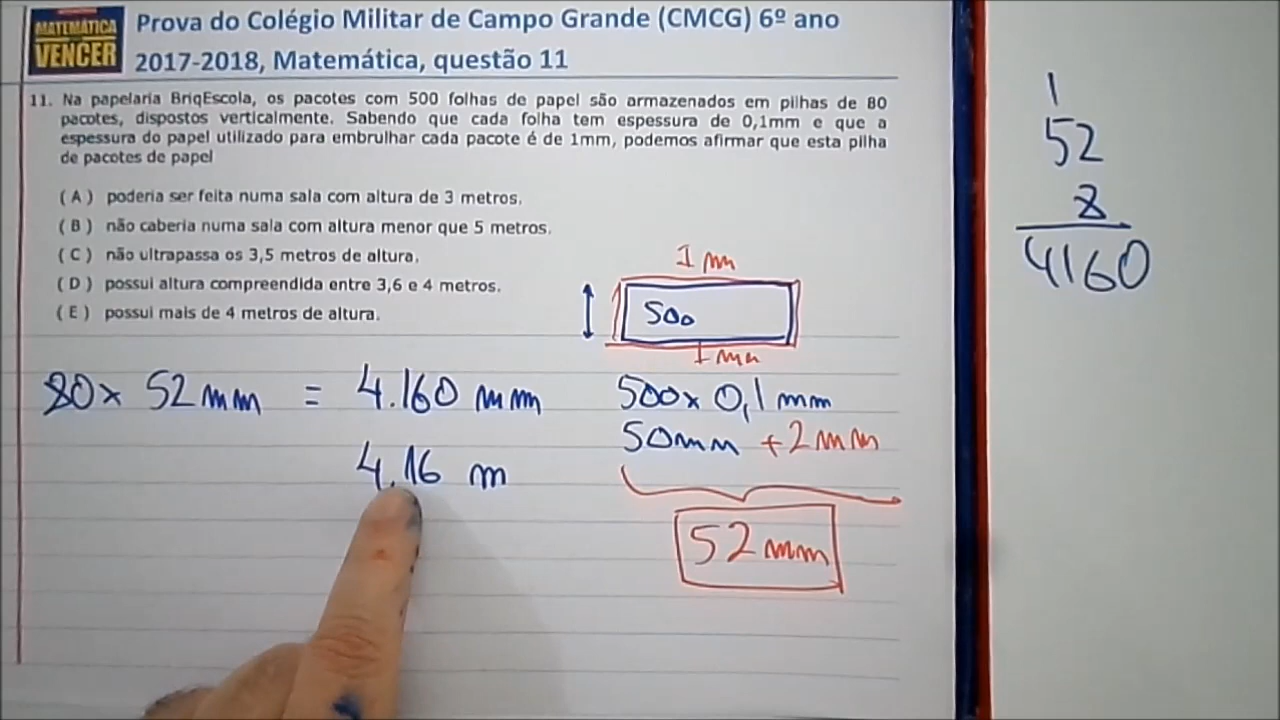 MATEMÁTICA
VENCER
Prova do Colégio Militar de Campo Grande (CMCG) 6º ano
2017-2018, Matemática, questão 11
11. Na papelaria BriqEscola, os pacotes com 500 folhas de papel são armazenados em pilhas de 80
pacotes, dispostos verticalmente. Sabendo que cada folha tem espessura de 0,1mm e que a
espessura do papel utilizado para embrulhar cada pacote é de 1mm, podemos afirmar que esta pilha
de pacotes de papel
( A ) poderia ser feita numa sala com altura de 3 metros.
( B ) não caberia numa sala com altura menor que 5 metros.
( C ) não ultrapassa os 3,5 metros de altura.
( D ) possui altura compreendida entre 3,6 e 4 metros.
( E ) possui mais de 4 metros de altura.
1 mm
500
1 mm
80 x 52 mm = 4.160 mm
4.16 m
500 x 0,1 mm
50mm + 2 mm
52 mm
1
52
8
4160